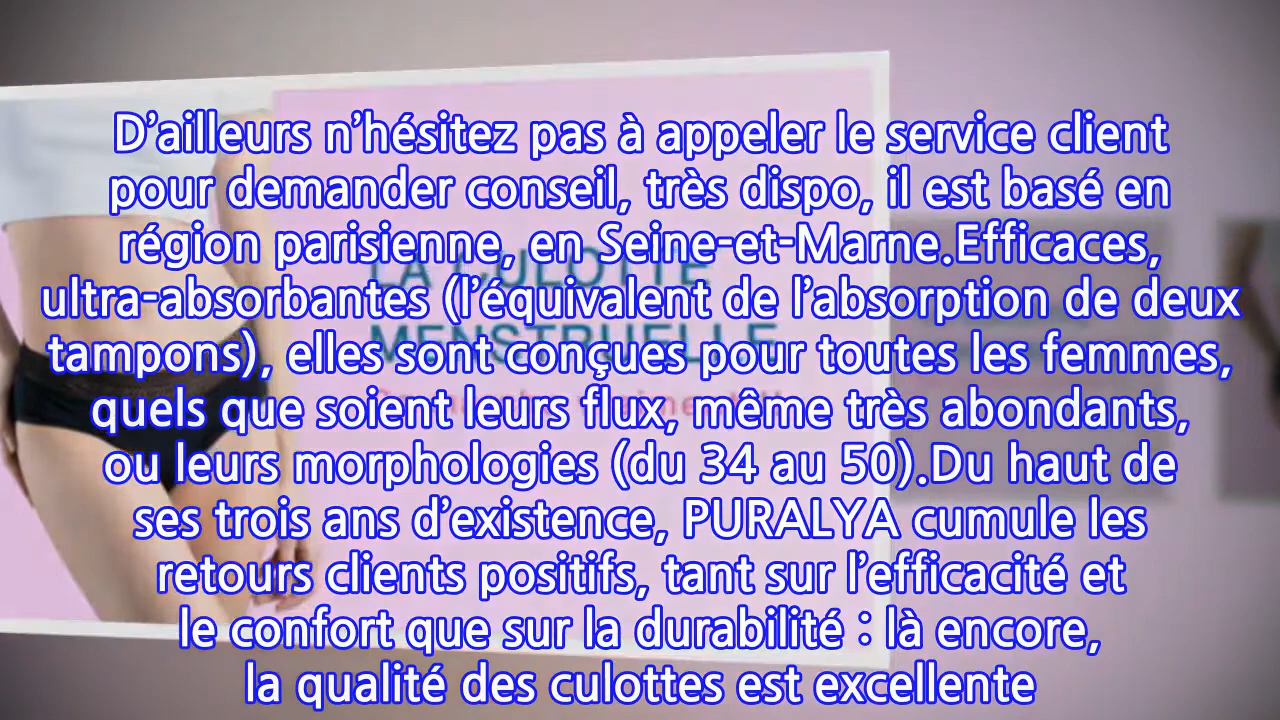 D'ailleurs n'hésitez pas à appeler le service client
pour demander conseil, très dispo, il est basé en
région parisienne, en Seine-et-Marne.Efficaces,
ultra-absorbantes (l'équivalent de l'absorption de deux
tampons), elles sont conçues pour toutes les femmes,
quels que soient leurs flux, même très abondants,
ou leurs morphologies (du 34 au 50).Du haut de
ses trois ans d'existence, PURALYA cumule les
retours clients positifs, tant sur l'efficacité et
le confort que sur la durabilité : là encore,
la qualité des culottes est excellente
LA CULOTTE
MENSTRUELLE